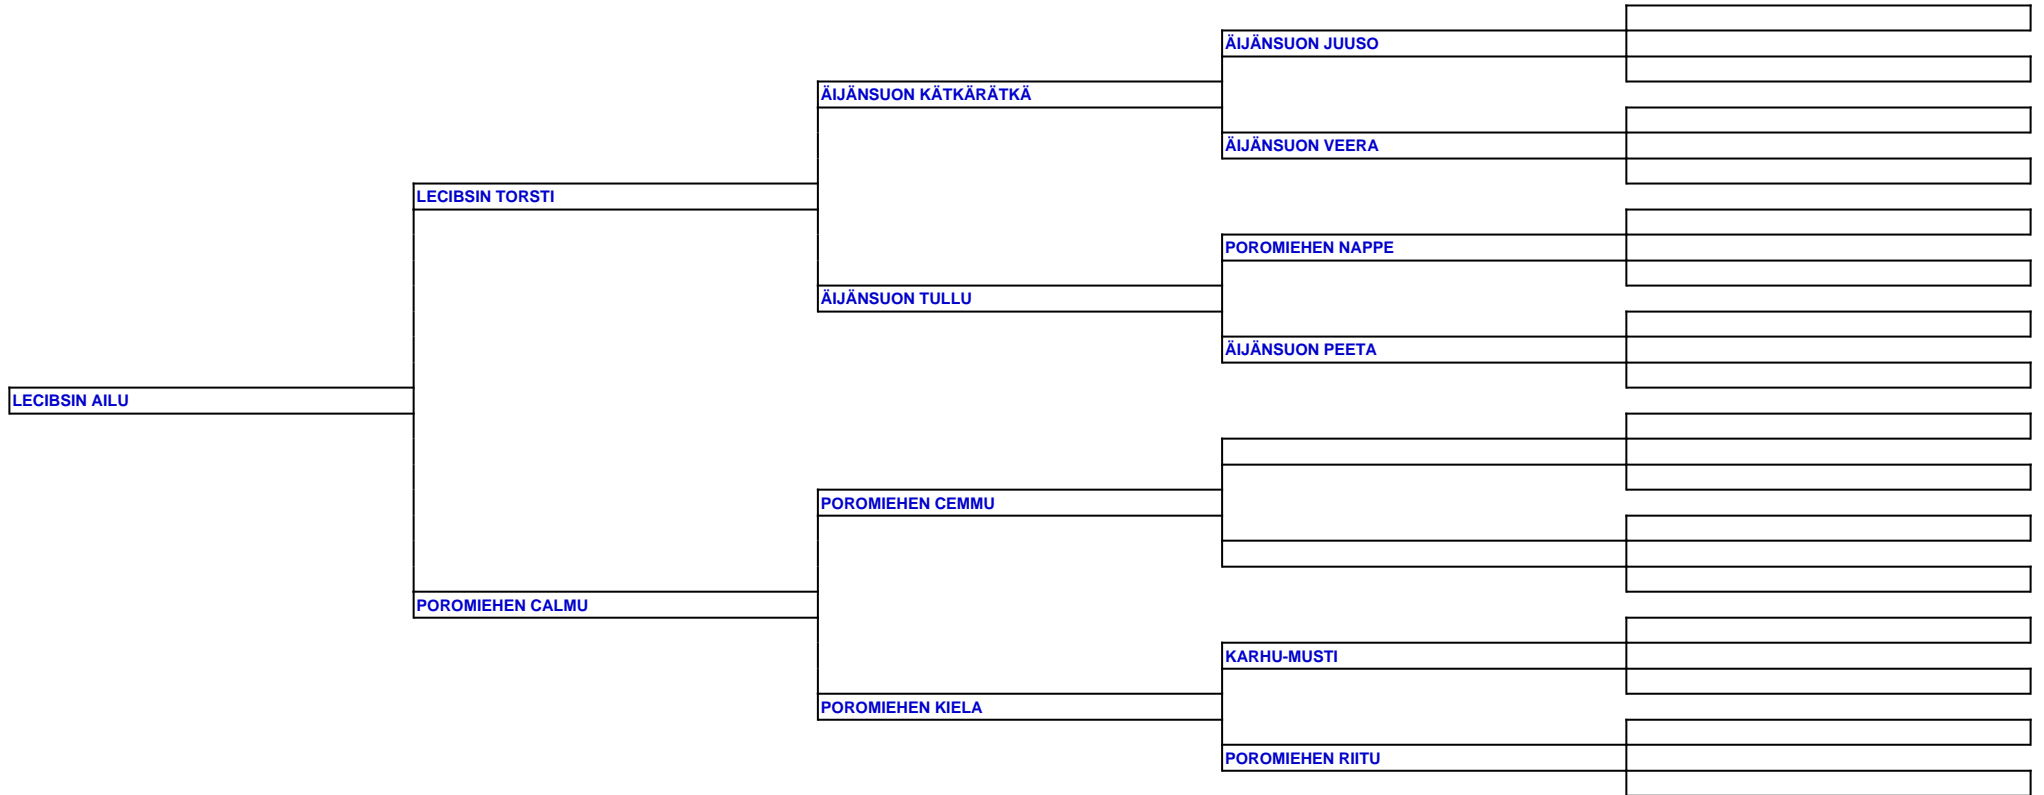 ÄIJÄNSUON JUUSO
ÄIJÄNSUON KÄTKÄRÄTKÄ
ÄIJÄNSUON VEERA
LECIBSIN TORSTI
POROMIEHEN NAPPE
ÄIJÄNSUON TULLU
ÄIJÄNSUON PEETA
LECIBSIN AILU
POROMIEHEN CEMMU
POROMIEHEN CALMU
KARHU-MUSTI
POROMIEHEN KIELA
POROMIEHEN RIITU